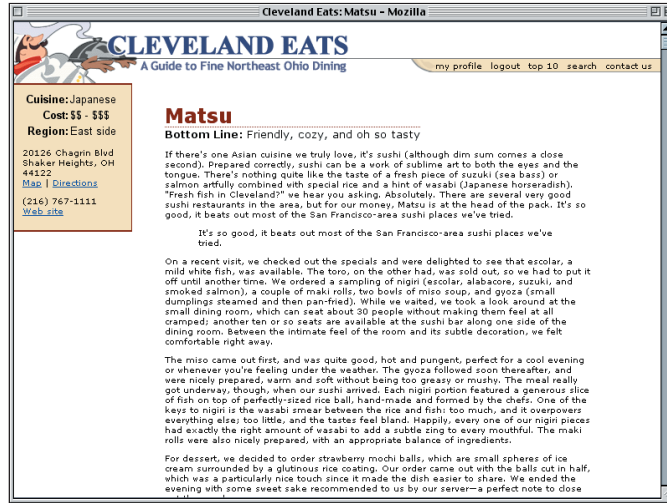 Cleveland Eats: Matsu - Mozilla
CLEVELAND EATS
A Guide to Fine Northeast Ohio Dining
my profile logout top 10 search contact us
Cuisine: Japanese
Cost: $$ - $$$
Region: East side
20126 Chagrin Blvd
Shaker Heights, OH
44122
Map | Directions
(216) 767-1111
Web site
Matsu
Bottom Line: Friendly, cozy, and oh so tasty
If there's one Asian cuisine we truly love, it's sushi (although dim sum comes a close
second). Prepared correctly, sushi can be a work of sublime art to both the eyes and the
tongue. There's nothing quite like the taste of a fresh piece of suzuki (sea bass) or
salmon artfully combined with special rice and a hint of wasabi (Japanese horseradish).
"Fresh fish in Cleveland?" we hear you asking. Absolutely. There are several very good
sushi restaurants in the area, but for our money, Matsu is at the head of the pack. It's so
good, it beats out most of the San Francisco-area sushi places we've tried.
It's so good, it beats out most of the San Francisco-area sushi places we've
tried.
On a recent visit, we checked out the specials and were delighted to see that escolar, a
mild white fish, was available. The toro, on the other had, was sold out, so we had to put it
off until another time. We ordered a sampling of nigiri (escolar, alabacore, suzuki, and
smoked salmon), a couple of maki rolls, two bowls of miso soup, and gyoza (small
dumplings steamed and then pan-fried). While we waited, we took a look around at the
small dining room, which can seat about 30 people without making them feel at all
cramped; another ten or so seats are available at the sushi bar along one side of the
dining room. Between the intimate feel of the room and its subtle decoration, we felt
comfortable right away.
The miso came out first, and was quite good, hot and pungent, perfect for a cool evening
or whenever you're feeling under the weather. The gyoza followed soon thereafter, and
were nicely prepared, warm and soft without being too greasy or mushy. The meal really
got underway, though, when our sushi arrived. Each nigiri portion featured a generous slice
of fish on top of perfectly-sized rice ball, hand-made and formed by the chefs. One of the
keys to nigiri is the wasabi smear between the rice and fish: too much, and it overpowers
everything else; too little, and the tastes feel bland. Happily, every one of our nigiri pieces
had exactly the right amount of wasabi to add a subtle zing to every mouthful. The maki
rolls were also nicely prepared, with an appropriate balance of ingredients.
For dessert, we decided to order strawberry mochi balls, which are small spheres of ice
cream surrounded by a glutinous rice coating. Our order came out with the balls cut in half,
which was a particularly nice touch since it made the dish easier to share. We ended the
evening with some sweet sake recommended to us by our server—a perfect note to close